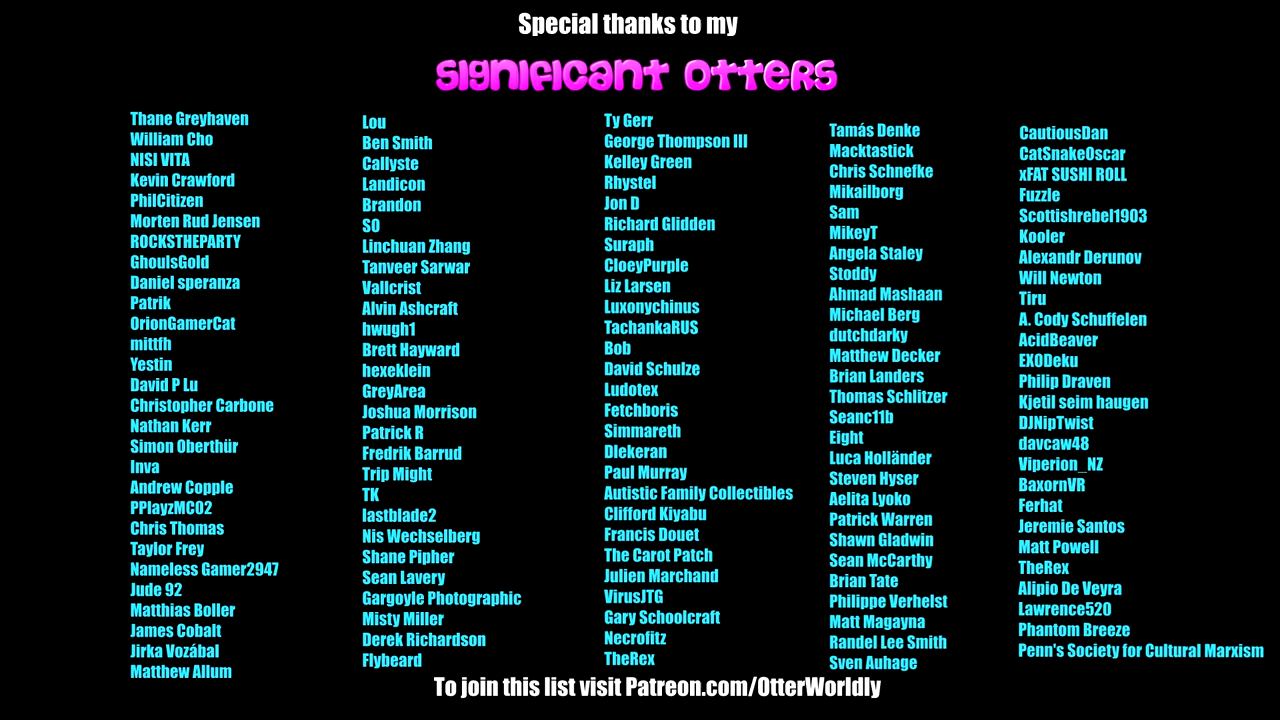 Special thanks to my
Significant Otters
Thane Greyhaven
William Cho
NISI VITA
Kevin Crawford
PhilCitizen
Morten Rud Jensen
ROCKSTHEPARTY
GhoulsGold
Daniel speranza
Patrik
OrionGamerCat
mittfh
Yestin
David P Lu
Christopher Carbone
Nathan Kerr
Simon Oberthür
Inva
Andrew Copple
PPlayzMC02
Chris Thomas
Taylor Frey
Nameless Gamer2947
Jude 92
Matthias Boller
James Cobalt
Jirka Vozábal
Matthew Allum
Lou
Ben Smith
Callyste
Landicon
Brandon
SO
Linchuan Zhang
Tanveer Sarwar
Vallcrist
Alvin Ashcraft
hwugh1
Brett Hayward
hexeklein
GreyArea
Joshua Morrison
Patrick R
Fredrik Barrud
Trip Might
TK
lastblade2
Nis Wechselberg
Shane Pipher
Sean Lavery
Gargoyle Photographic
Misty Miller
Derek Richardson
Flybeard
Ty Gerr
George Thompson III
Kelley Green
Rhystel
Jon D
Richard Glidden
Suraph
CloeyPurple
Liz Larsen
Luxonychinus
TachankaRUS
Bob
David Schulze
Ludotex
Fetchboris
Simmareth
Dlekeran
Paul Murray
Autistic Family Collectibles
Clifford Kiyabu
Francis Douet
The Carot Patch
Julien Marchand
VirusJTG
Gary Schoolcraft
Necrofitz
TheRex
Tamás Denke
Macktastick
Chris Schnefke
Mikailborg
Sam
MikeyT
Angela Staley
Stoddy
Ahmad Mashaan
Michael Berg
dutchdarky
Matthew Decker
Brian Landers
Thomas Schlitzer
Seanc11b
Eight
Luca Holländer
Steven Hyser
Aelita Lyoko
Patrick Warren
Shawn Gladwin
Sean McCarthy
Brian Tate
Philippe Verhelst
Matt Magayna
Randel Lee Smith
Sven Auhage
CautiousDan
CatSnakeOscar
xFAT SUSHI ROLL
Fuzzle
Scottishrebel1903
Kooler
Alexandr Derunov
Will Newton
Tiru
A. Cody Schuffelen
AcidBeaver
EXODeku
Philip Draven
Kjetil seim haugen
DJNipTwist
davcaw48
Viperion_NZ
BaxornVR
Ferhat
Jeremie Santos
Matt Powell
TheRex
Alipio De Veyra
Lawrence520
Phantom Breeze
Penn's Society for Cultural Marxism
To join this list visit Patreon.com/OtterWorldly